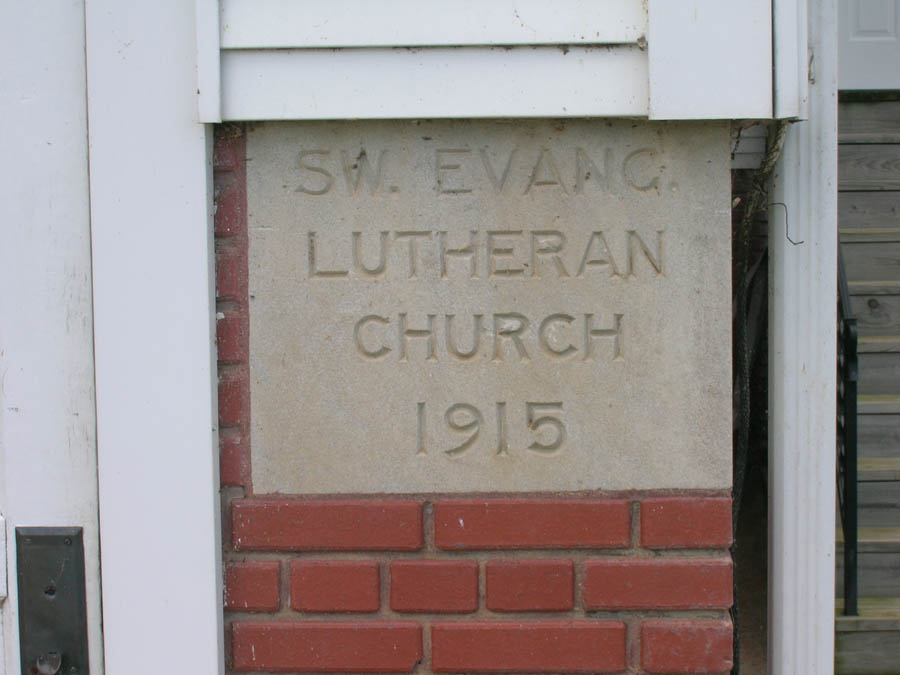 SW. EVANG.
LUTHERAN
CHURCH
1915